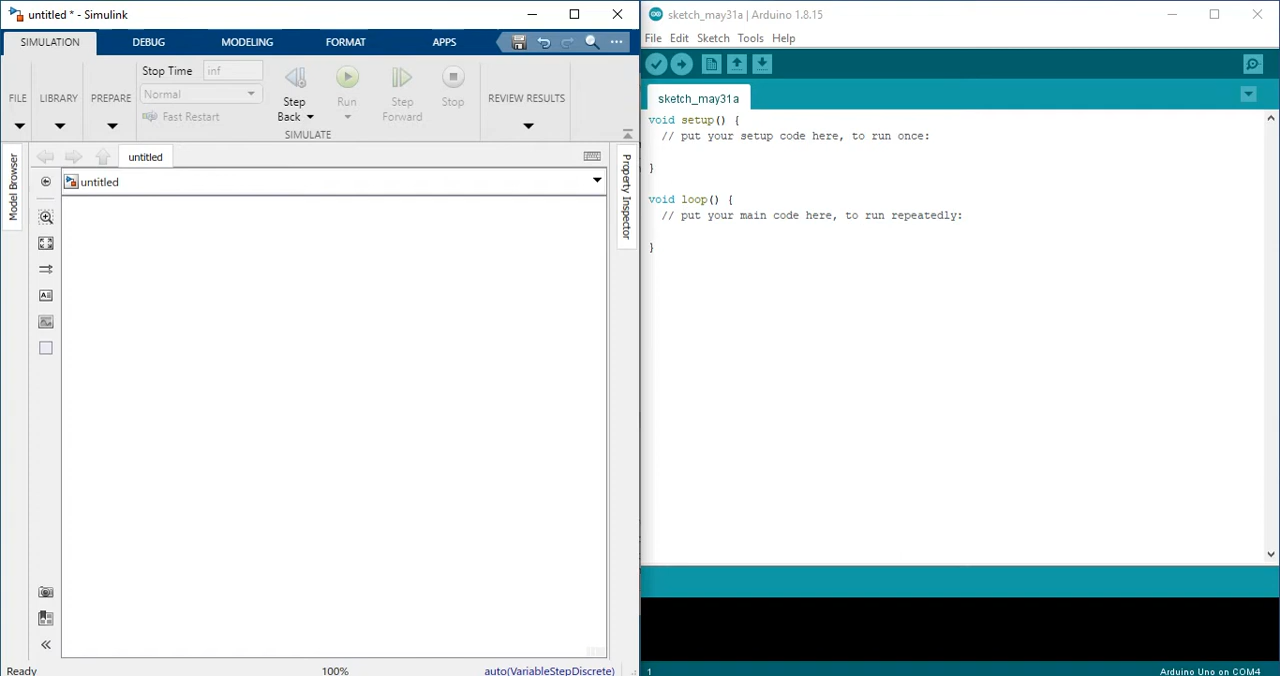 untitled * - Simulink
SIMULATION
DEBUG
MODELING
FORMAT
APPS
FILE
LIBRARY
PREPARE
Stop Time
inf
Normal
Fast Restart
Step
Back
Run
Step
Forward
Stop
SIMULATE
REVIEW RESULTS
Model Browser
untitled
untitled
Property Inspector
Ready
100%
auto(VariableStepDiscrete)
sketch_may31a | Arduino 1.8.15
File Edit Sketch Tools Help
sketch_may31a
void setup() {
// put your setup code here, to run once:
}
void loop() {
// put your main code here, to run repeatedly:
}
1
Arduino Uno on COM4